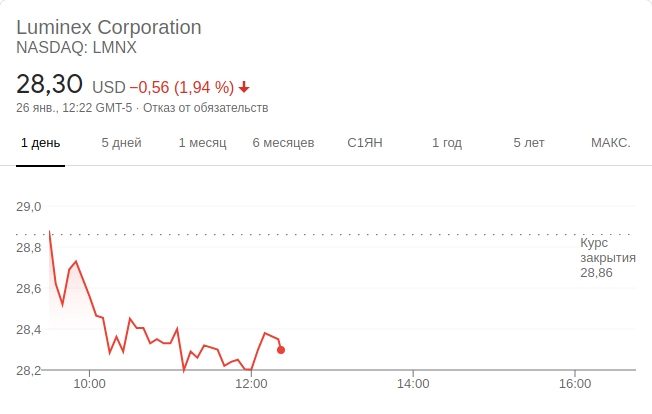 Luminex Corporation
NASDAQ: LMNX
28,30 USD −0,56 (1,94 %)
26 янв., 12:22 GMT-5 · Отказ от обязательств
1 день 5 дней 1 месяц 6 месяцев С1ЯН 1 год 5 лет МАКС.
29,0
28,8
28,6
28,4
28,2
Курс
закрытия
28,86
10:00 12:00 14:00 16:00